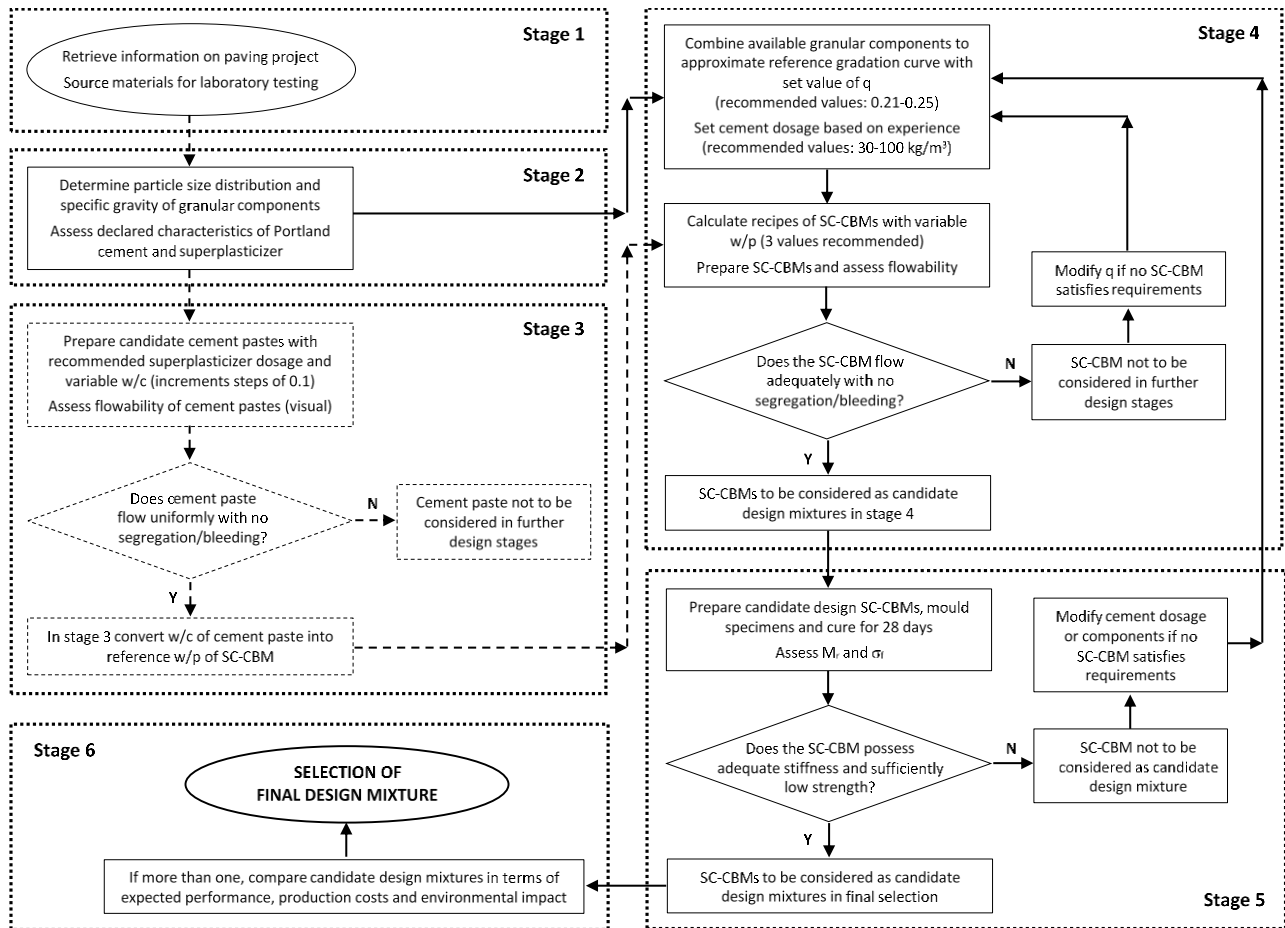 Stage 1
Retrieve information on paving project
Source materials for laboratory testing
Stage 2
Determine particle size distribution and
specific gravity of granular components
Assess declared characteristics of Portland
cement and superplasticizer
Stage 3
Prepare candidate cement pastes with
recommended superplasticizer dosage and
variable w/c (increments steps of 0.1)
Assess flowability of cement pastes (visual)
Does cement paste
flow uniformly with no
segregation/bleeding?
N
Cement paste not to be
considered in further
design stages
Y
In stage 3 convert w/c of cement paste into
reference w/p of SC-CBM
Stage 4
Combine available granular components to
approximate reference gradation curve with
set value of q
(recommended values: 0.21-0.25)
Set cement dosage based on experience
(recommended values: 30-100 kg/m³)
Calculate recipes of SC-CBMs with variable
w/p (3 values recommended)
Prepare SC-CBMs and assess flowability
Modify q if no SC-CBM
satisfies requirements
Does the SC-CBM flow
adequately with no
segregation/bleeding?
N
SC-CBM not to be
considered in further
design stages
Y
SC-CBMs to be considered as candidate
design mixtures in stage 4
Prepare candidate design SC-CBMs, mould
specimens and cure for 28 days
Assess Mᵣ and σf
Modify cement dosage
or components if no
SC-CBM satisfies
requirements
Does the SC-CBM possess
adequate stiffness and sufficiently
low strength?
N
SC-CBM not to be
considered as candidate
design mixture
Y
SC-CBMs to be considered as candidate
design mixtures in final selection
Stage 5
Stage 6
SELECTION OF
FINAL DESIGN MIXTURE
If more than one, compare candidate design mixtures in terms of
expected performance, production costs and environmental impact